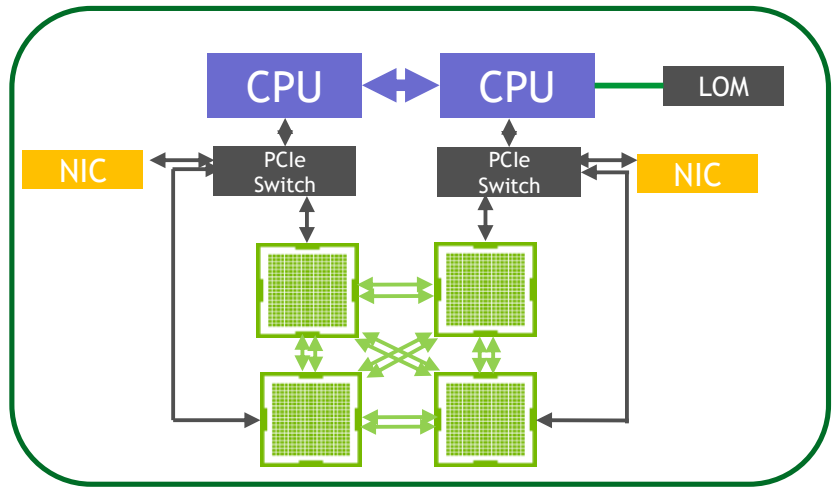 CPU
CPU
LOM
NIC
PCIe
Switch
PCIe
Switch
NIC